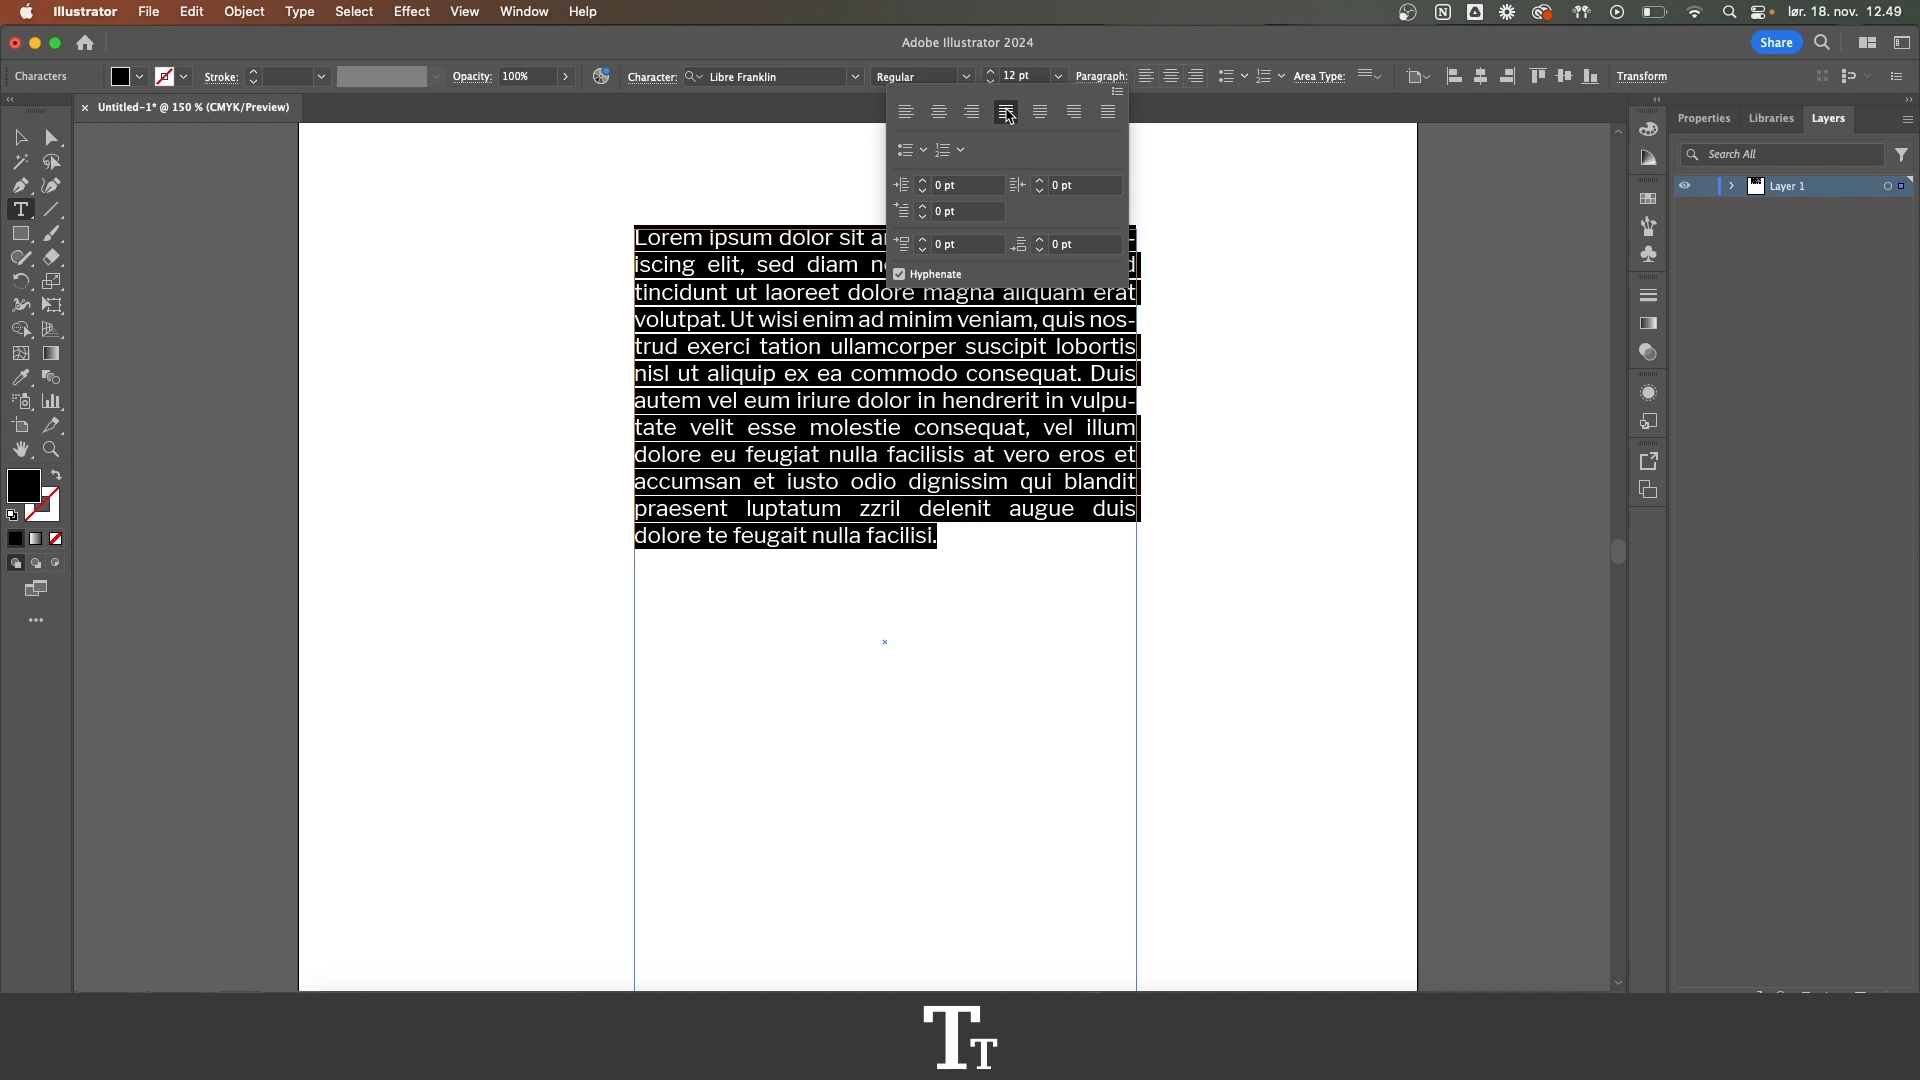 Illustrator File Edit Object Type Select Effect View Window Help lør. 18. nov. 12.49
Adobe Illustrator 2024
Share
Characters Stroke: Opacity: 100% Character: Libre Franklin Regular 12 pt Paragraph: Area Type: Transform
× Untitled-1* @ 150 % (CMYK/Preview)
Properties Libraries Layers
Search All
Layer 1
0 pt 0 pt
0 pt
0 pt 0 pt
Hyphenate
Lorem ipsum dolor sit
iscing elit, sed diam
tincidunt ut laoreet dolore magna aliquam erat
volutpat. Ut wisi enim ad minim veniam, quis nos-
trud exerci tation ullamcorper suscipit lobortis
nisl ut aliquip ex ea commodo consequat. Duis
autem vel eum iriure dolor in hendrerit in vulpu-
tate velit esse molestie consequat, vel illum
dolore eu feugiat nulla facilisis at vero eros et
accumsan et iusto odio dignissim qui blandit
praesent luptatum zzril delenit augue duis
dolore te feugait nulla facilisi.
TT